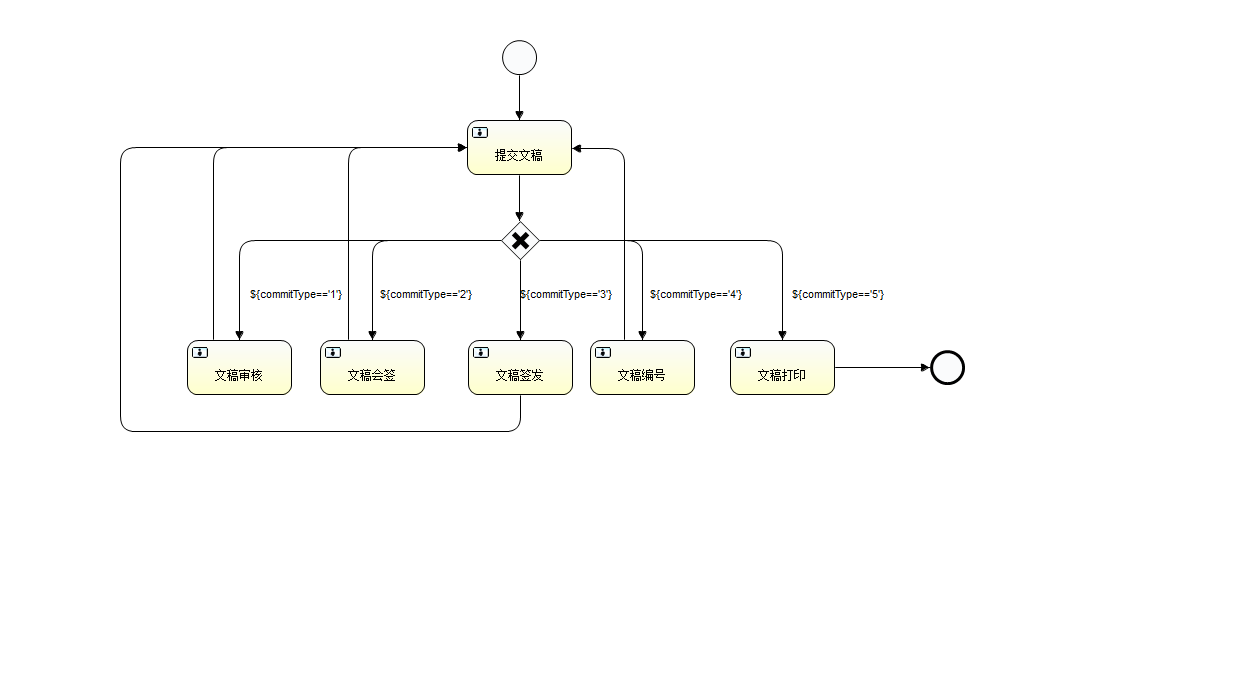 提交文稿
${commitType=='1'}
${commitType=='2'}
${commitType=='3'}
${commitType=='4'}
${commitType=='5'}
文稿审核
文稿会签
文稿签发
文稿编号
文稿打印